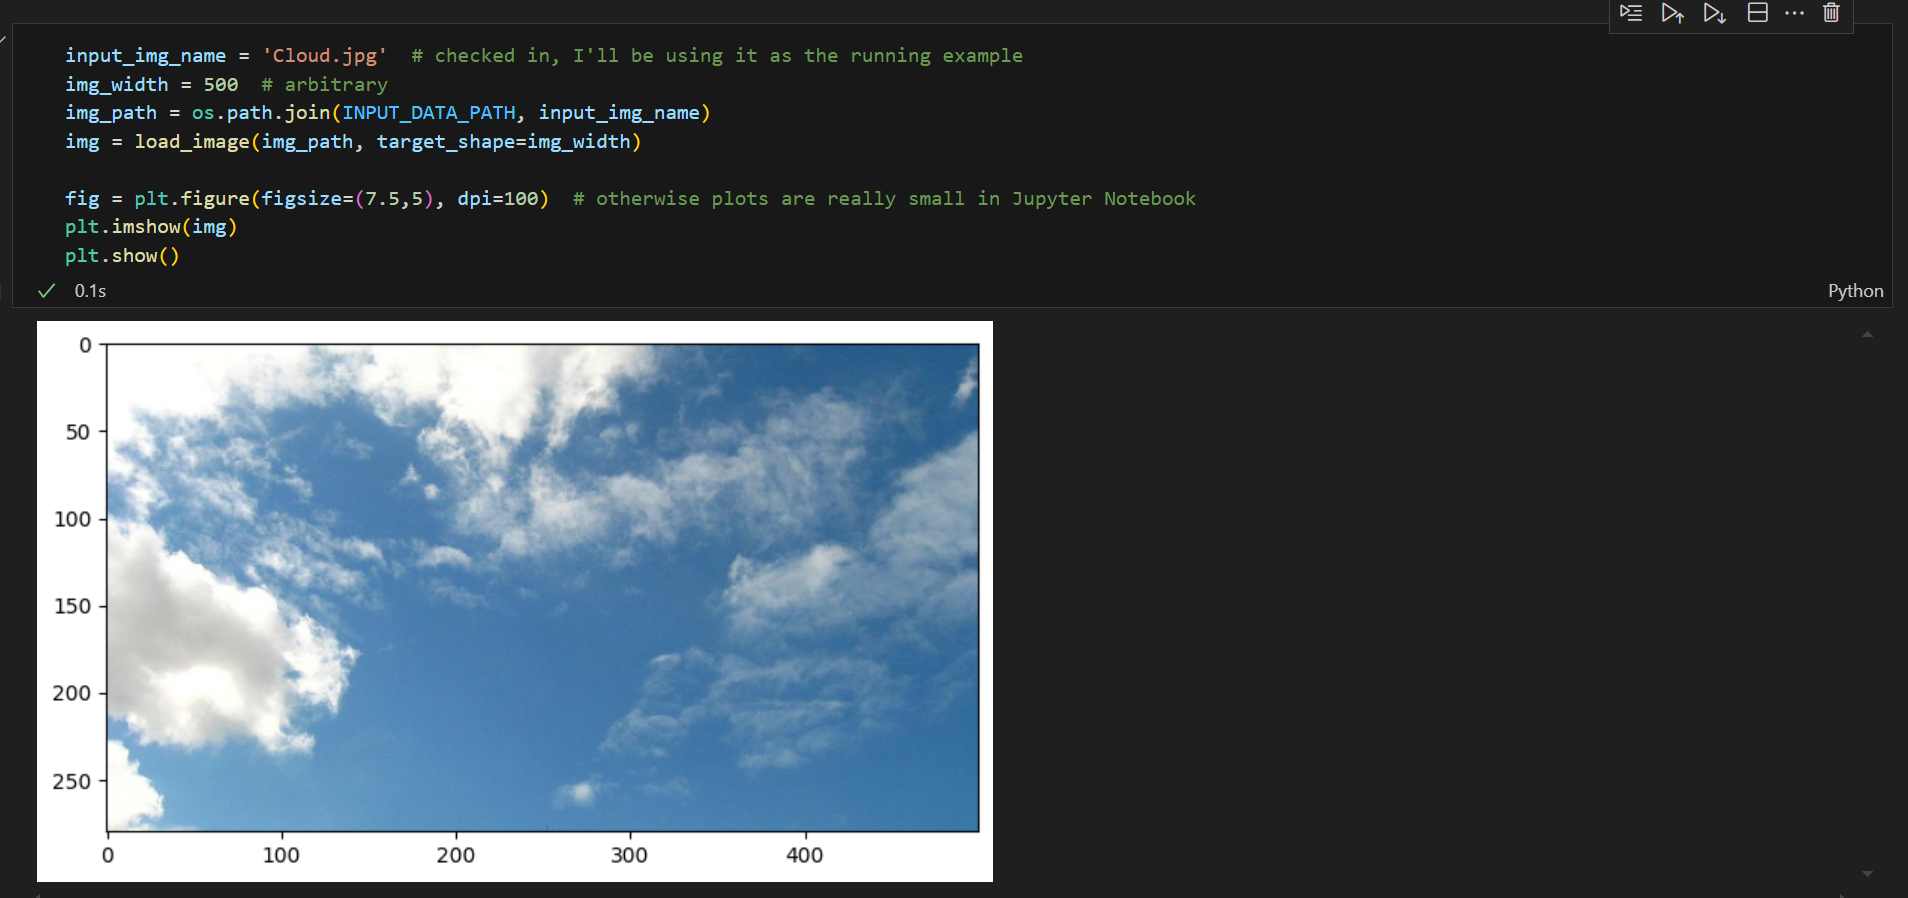 input_img_name = 'Cloud.jpg'  # checked in, I'll be using it as the running example
img_width = 500  # arbitrary
img_path = os.path.join(INPUT_DATA_PATH, input_img_name)
img = load_image(img_path, target_shape=img_width)
fig = plt.figure(figsize=(7.5,5), dpi=100)  # otherwise plots are really small in Jupyter Notebook
plt.imshow(img)
plt.show()
0.1s
Python
0
50
100
150
200
250
0 100 200 300 400